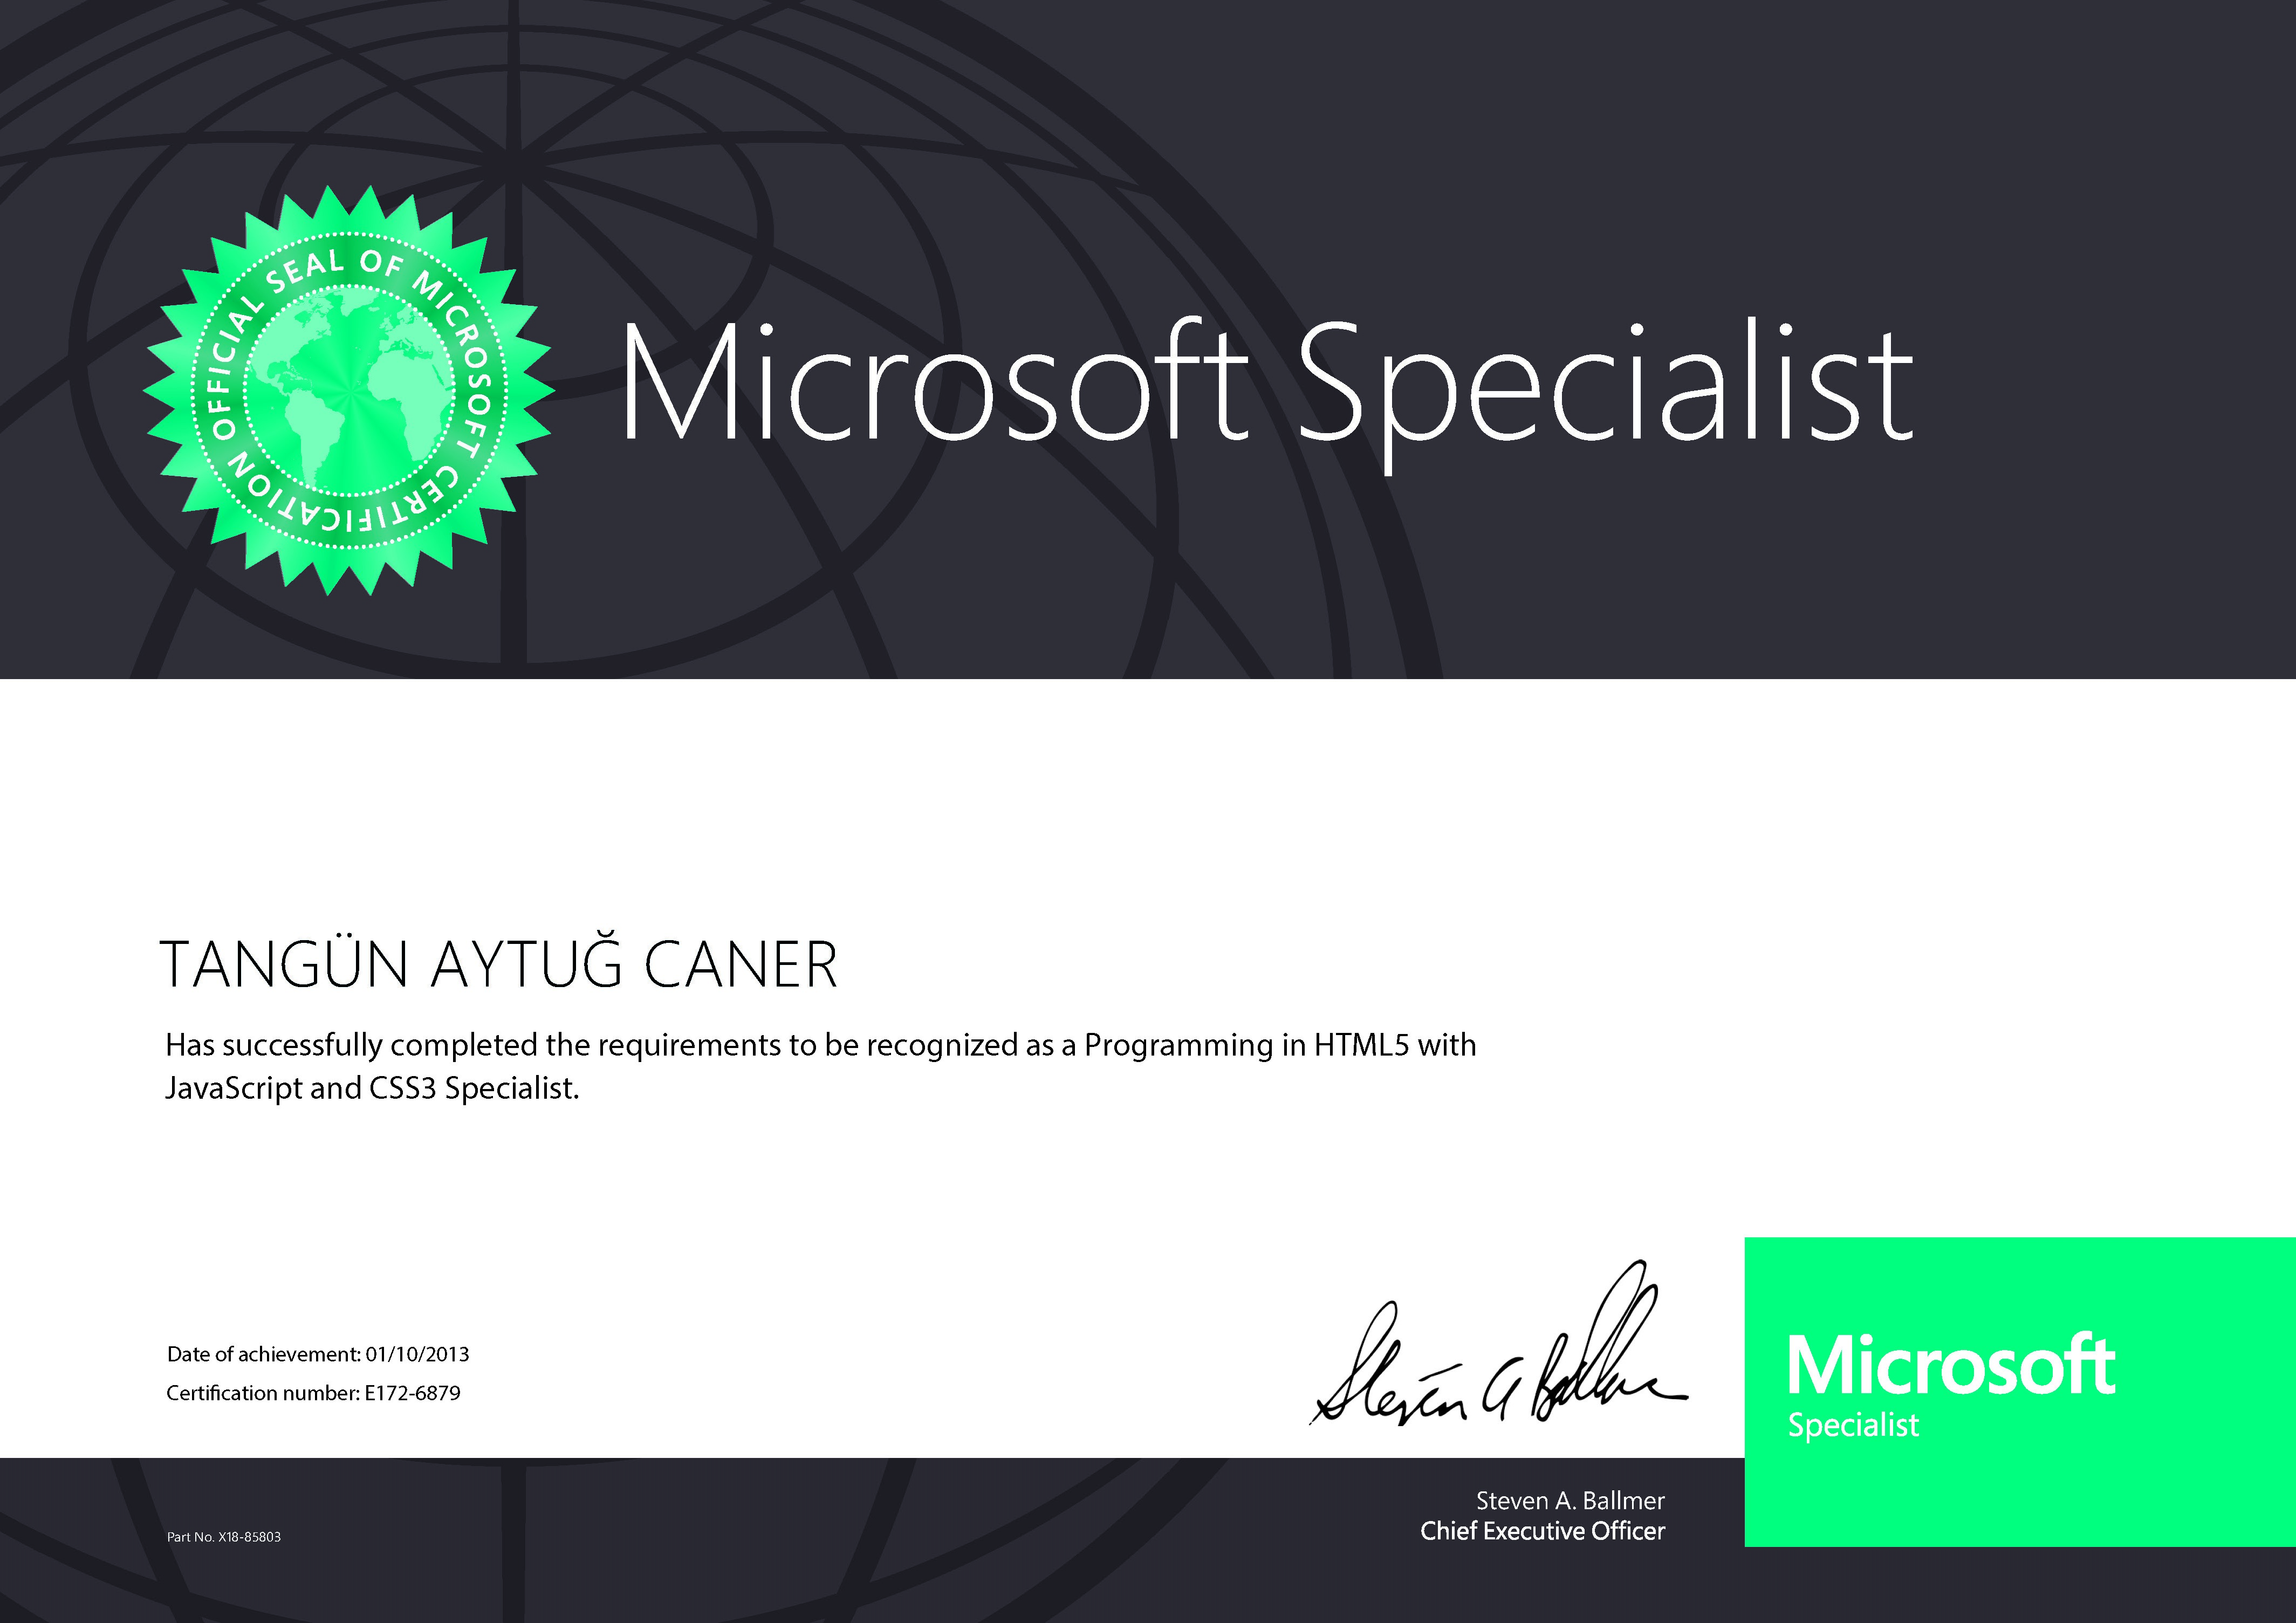 OFFICIAL SEAL OF MICROSOFT CERTIFICATION
Microsoft Specialist
TANGÜN AYTUĞ CANER
Has successfully completed the requirements to be recognized as a Programming in HTML5 with
JavaScript and CSS3 Specialist.
Date of achievement: 01/10/2013
Certification number: E172-6879
Steven A Ballmer
Microsoft
Specialist
Steven A. Ballmer
Chief Executive Officer
Part No. X18-85803